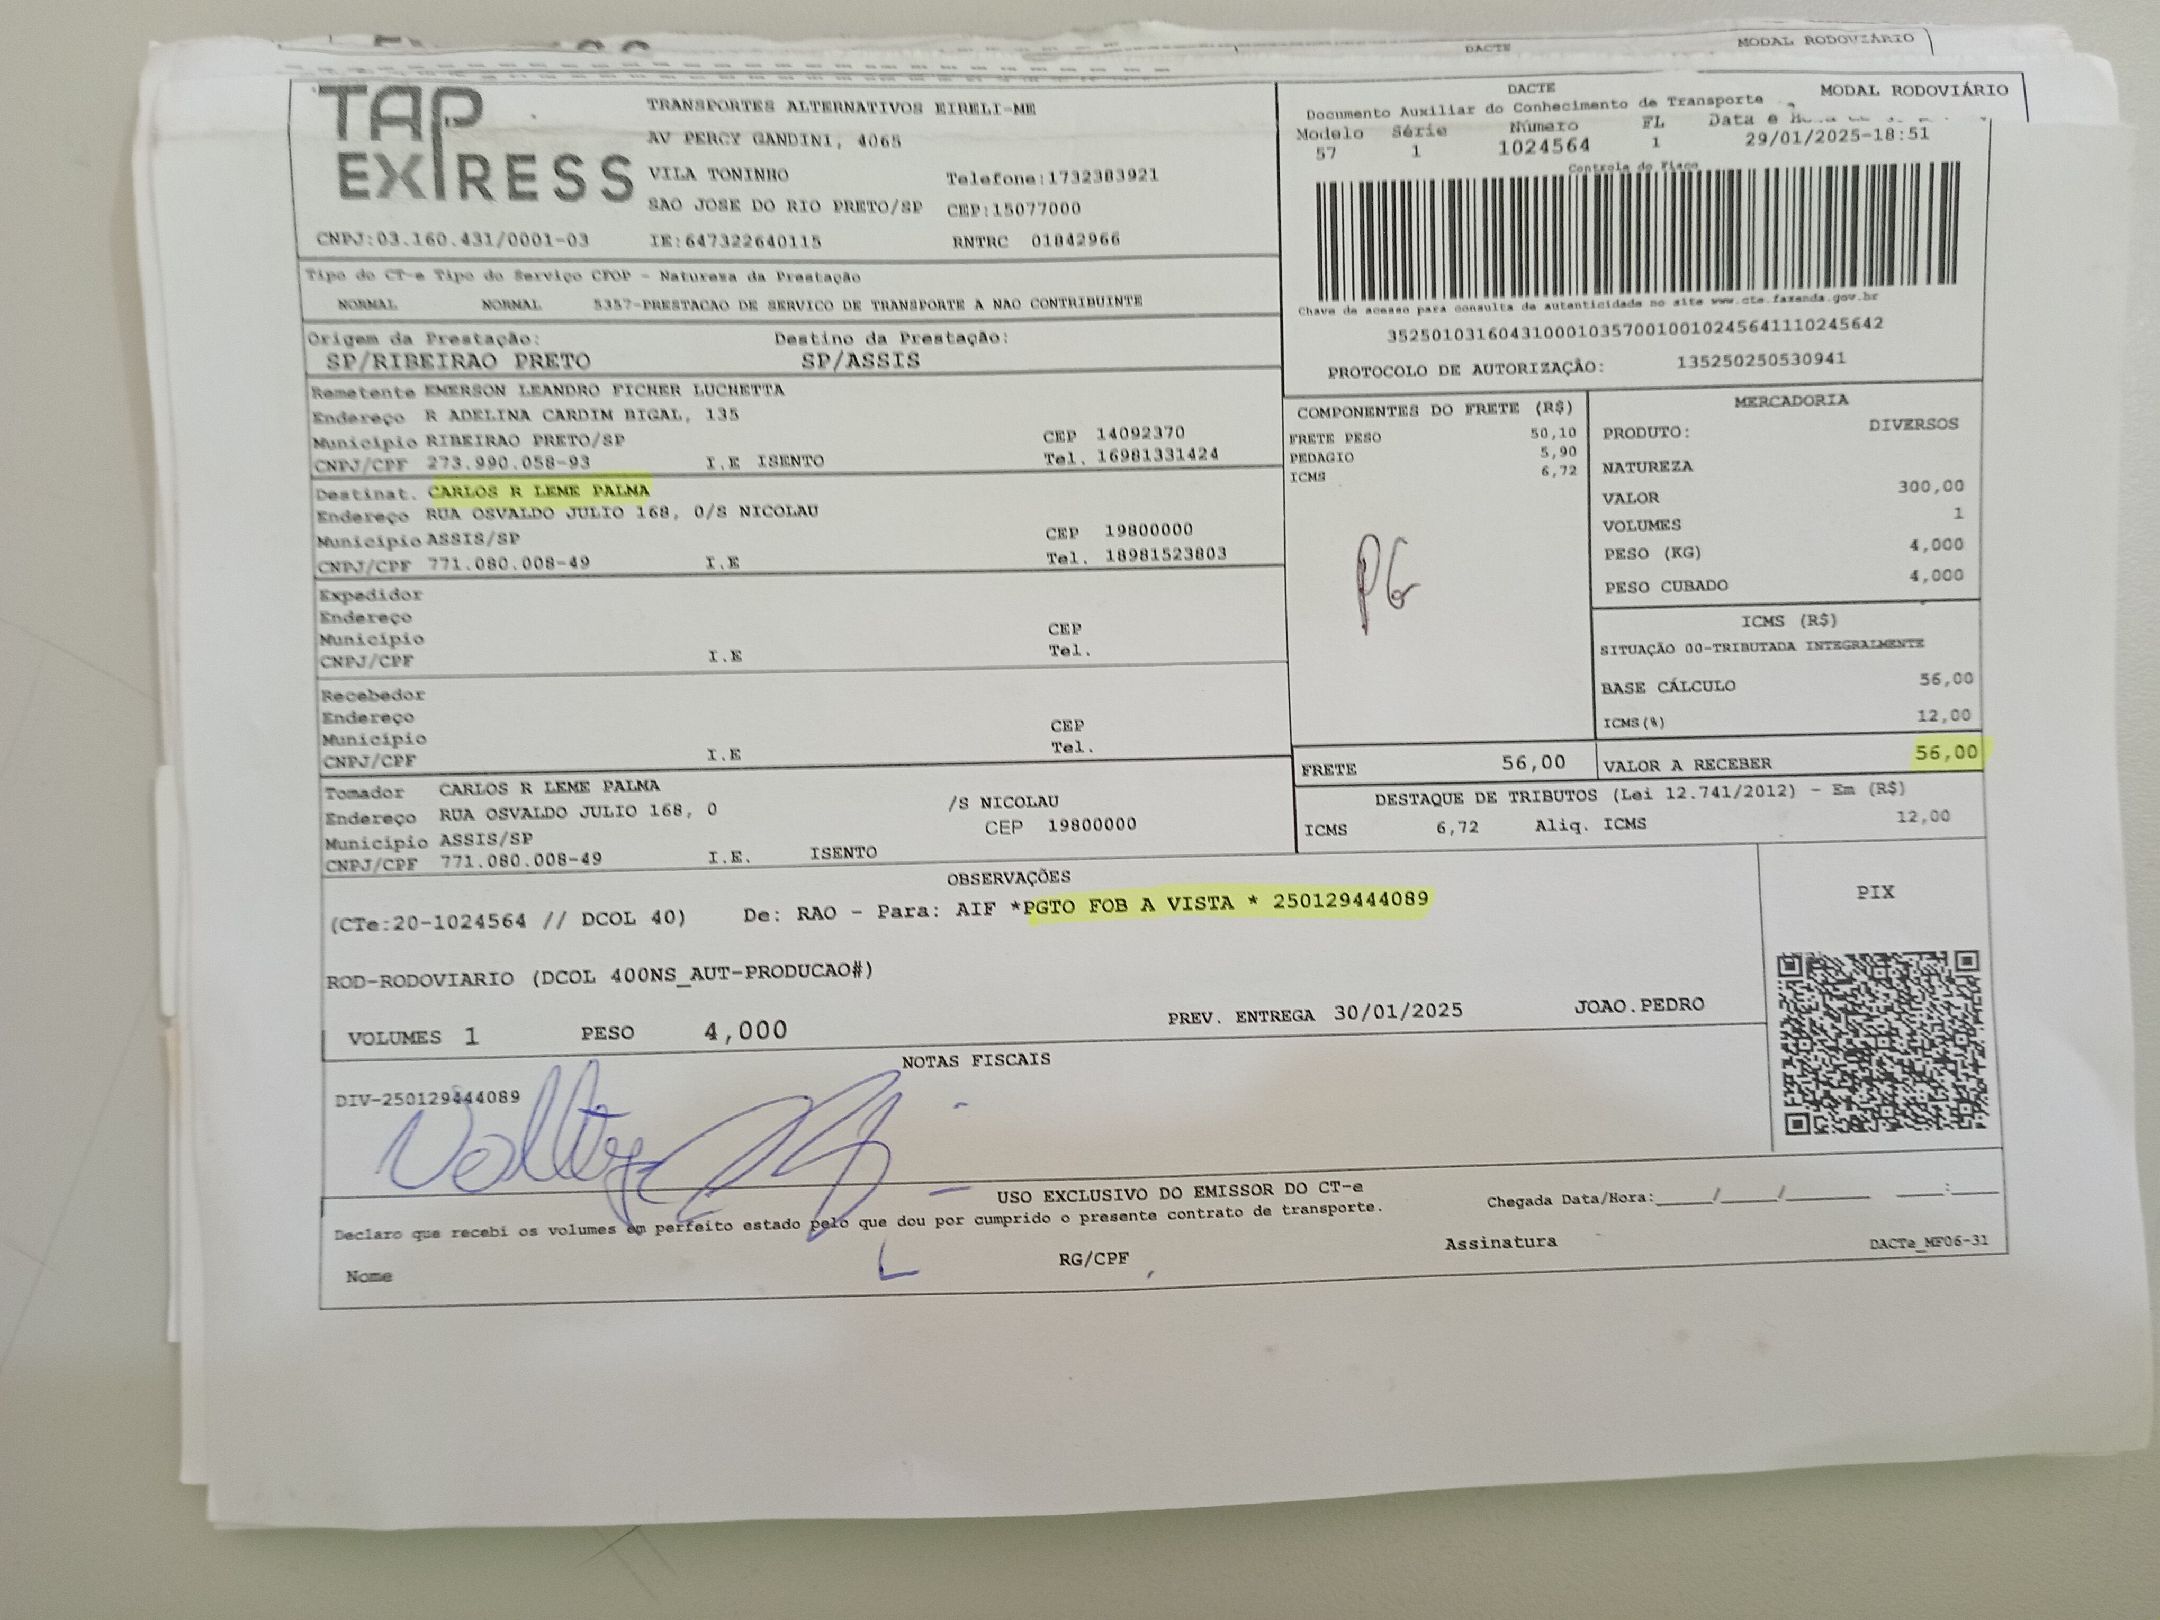 DACTE MODAL RODOVIÁRIO
TAP EXPRESS
TRANSPORTES ALTERNATIVOS EIRELI-ME
AV PERCY GANDINI, 4065
VILA TONINHO Telefone:1732383921
SAO JOSE DO RIO PRETO/SP CEP:15077000
CNPJ:03.160.431/0001-03 IE:647322640115 RNTRC 01842966
DACTE MODAL RODOVIÁRIO
Documento Auxiliar do Conhecimento de Transporte
Modelo Série Número FL Data e
57 1 1024564 1 29/01/2025-18:51
Controle do Fisco
Chave de acesso para consulta de autenticidade no site www.cte.fazenda.gov.br
35250103160431000103570010010245641110245642
PROTOCOLO DE AUTORIZAÇÃO: 135250250530941
Tipo do CT-e Tipo do Serviço CFOP - Natureza da Prestação
NORMAL NORMAL 5357-PRESTACAO DE SERVICO DE TRANSPORTE A NAO CONTRIBUINTE
Origem da Prestação: Destino da Prestação:
SP/RIBEIRAO PRETO SP/ASSIS
Remetente EMERSON LEANDRO FICHER LUCHETTA
Endereço R ADELINA CARDIM BIGAL, 135
Município RIBEIRAO PRETO/SP CEP 14092370
CNPJ/CPF 273.990.058-93 I.E ISENTO Tel. 16981331424
Destinat. CARLOS R LEME PALMA
Endereço RUA OSVALDO JULIO 168, 0/S NICOLAU
Município ASSIS/SP CEP 19800000
CNPJ/CPF 771.080.008-49 I.E Tel. 18981523803
Expedidor
Endereço
Município CEP
CNPJ/CPF I.E Tel.
Recebedor
Endereço
Município CEP
CNPJ/CPF I.E Tel.
Tomador CARLOS R LEME PALMA
Endereço RUA OSVALDO JULIO 168, 0 /S NICOLAU
Município ASSIS/SP CEP 19800000
CNPJ/CPF 771.080.008-49 I.E. ISENTO
COMPONENTES DO FRETE (R$)
FRETE PESO 50,10
PEDAGIO 5,90
ICMS 6,72
PG
MERCADORIA
PRODUTO: DIVERSOS
NATUREZA
VALOR 300,00
VOLUMES 1
PESO (KG) 4,000
PESO CUBADO 4,000
ICMS (R$)
SITUAÇÃO 00-TRIBUTADA INTEGRALMENTE
BASE CÁLCULO 56,00
ICMS(%) 12,00
FRETE 56,00 VALOR A RECEBER 56,00
DESTAQUE DE TRIBUTOS (Lei 12.741/2012) - Em (R$)
ICMS 6,72 Aliq. ICMS 12,00
OBSERVAÇÕES
(CTe:20-1024564 // DCOL 40) De: RAO - Para: AIF *PGTO FOB A VISTA * 250129444089
ROD-RODOVIARIO (DCOL 400NS_AUT-PRODUCAO#)
VOLUMES 1 PESO 4,000 PREV. ENTREGA 30/01/2025 JOAO.PEDRO
PIX
NOTAS FISCAIS
DIV-250129444089
USO EXCLUSIVO DO EMISSOR DO CT-e Chegada Data/Hora:____/____/______ ___:___
Declaro que recebi os volumes em perfeito estado pelo que dou por cumprido o presente contrato de transporte.
Nome RG/CPF Assinatura DACTe_MF06-31